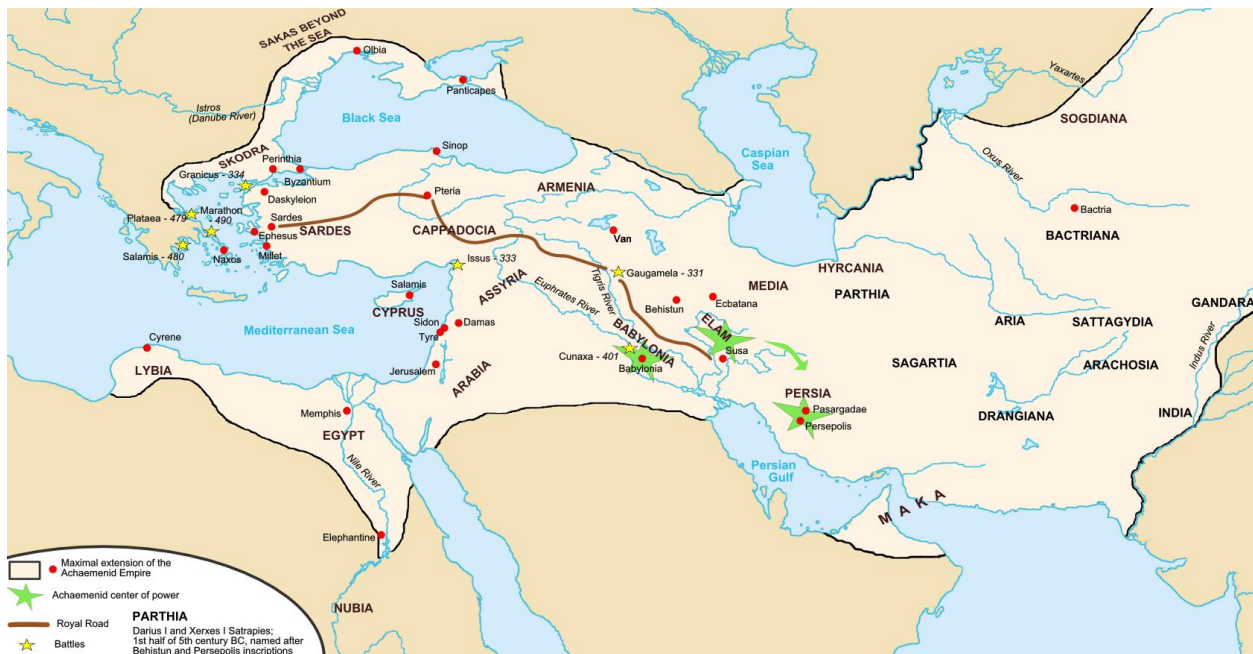 SAKAS BEYOND
THE SEA
Olbia
Panticapes
Istros
(Danube River)
Black Sea
Caspian
Sea
Yaxartes
SOGDIANA
Oxus River
SKODRA
Perinthia
Byzantium
Sinop
Granicus - 334
Daskyleion
Pteria
ARMENIA
Bactria
BACTRIANA
Plataea - 479
Marathon
- 490
Sardes
SARDES
Ephesus
CAPPADOCIA
Van
Salamis - 480
Naxos
Millet
Issus - 333
Gaugamela - 331
HYRCANIA
MEDIA
PARTHIA
ASSYRIA
Tigris River
Euphrates River
Behistun
Ecbatana
GANDARA
Salamis
CYPRUS
Mediterranean Sea
Sidon
Tyre
Damas
BABYLONIA
ELAM
ARIA
SATTAGYDIA
Indus River
Cyrene
LYBIA
Jerusalem
ARABIA
Cunaxa - 401
Babylonia
Susa
SAGARTIA
ARACHOSIA
PERSIA
Pasargadae
Persepolis
DRANGIANA
INDIA
Memphis
EGYPT
Nile River
Persian
Gulf
MAKA
Elephantine
NUBIA
Maximal extension of the
Achaemenid Empire
Achaemenid center of power
Royal Road
Battles
PARTHIA
Darius I and Xerxes I Satrapies;
1st half of 5th century BC, named after
Behistun and Persepolis inscriptions